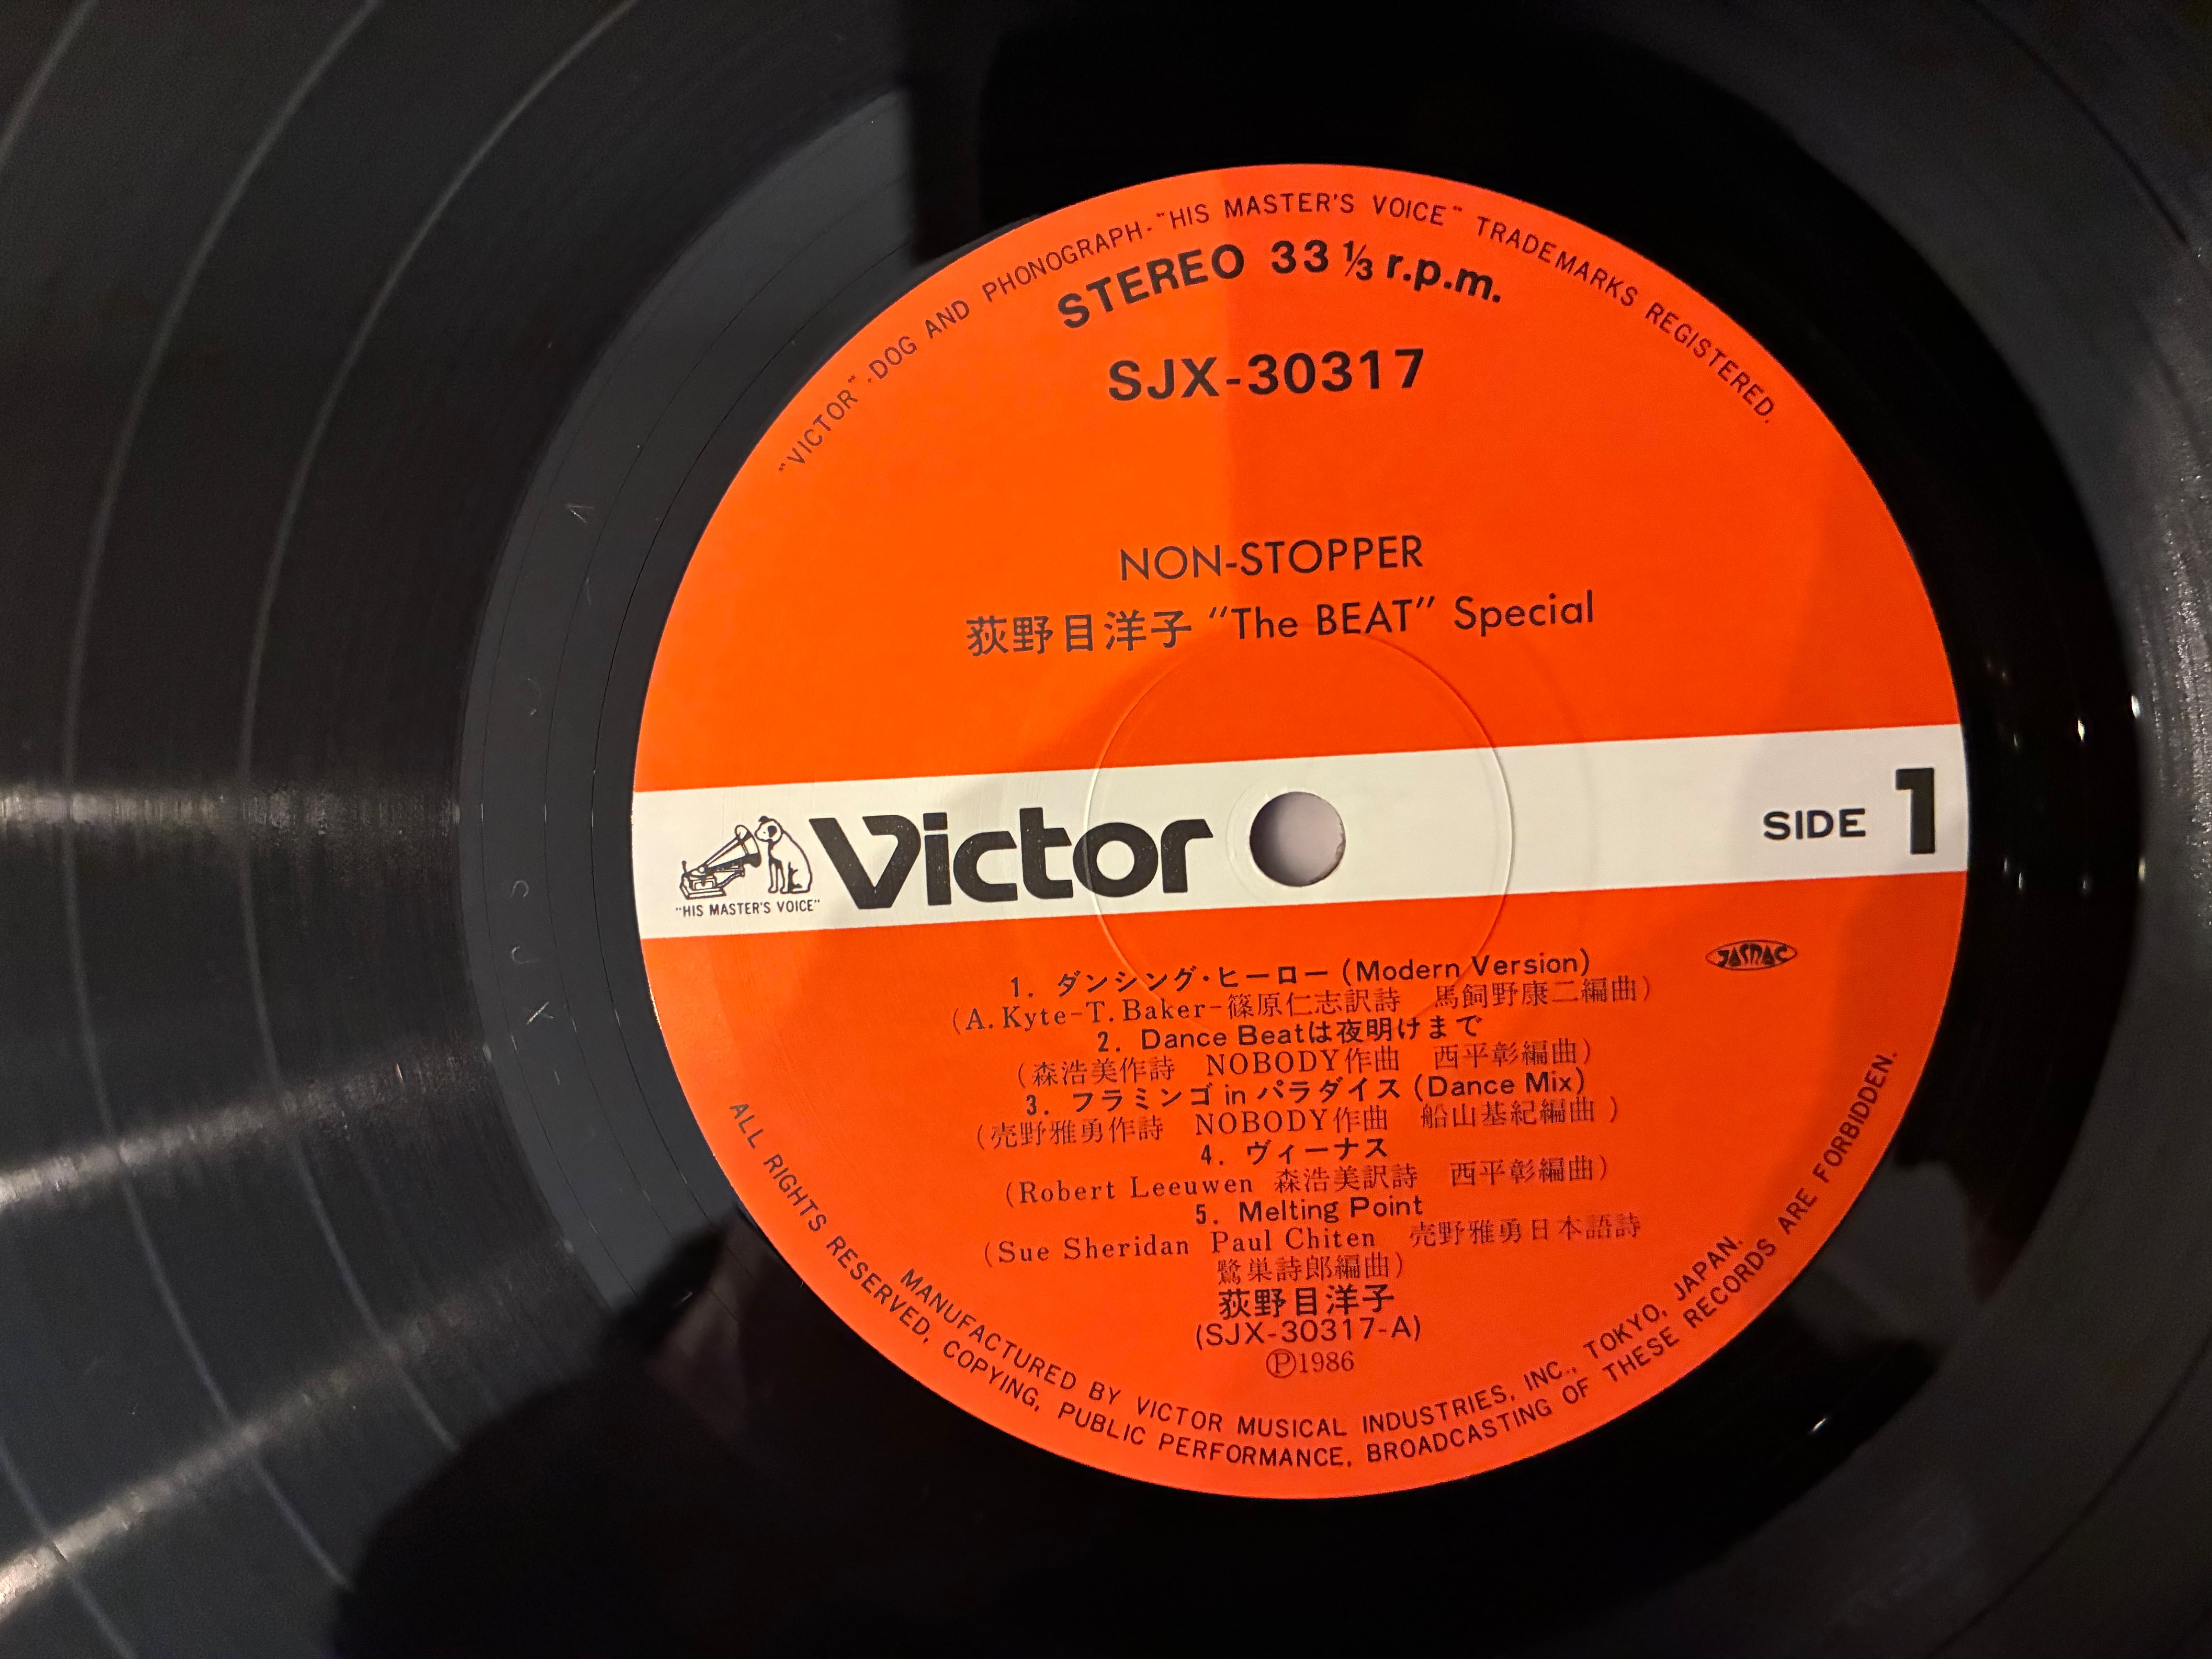 "VICTOR"-DOG AND PHONOGRAPH-"HIS MASTER'S VOICE" TRADEMARKS REGISTERED.
STEREO 33 ⅓ r.p.m.
SJX-30317
NON-STOPPER
荻野目洋子 "The BEAT" Special
Victor
"HIS MASTER'S VOICE"
SIDE 1
JASRAC
1. ダンシング・ヒーロー (Modern Version)
(A. Kyte-T. Baker-篠原仁志訳詩 馬飼野康二編曲)
2. Dance Beatは夜明けまで
(森浩美作詩 NOBODY作曲 西平彰編曲)
3. フラミンゴ in パラダイス (Dance Mix)
(売野雅勇作詩 NOBODY作曲 船山基紀編曲)
4. ヴィーナス
(Robert Leeuwen 森浩美訳詩 西平彰編曲)
5. Melting Point
(Sue Sheridan Paul Chiten 売野雅勇日本語詩
鷺巣詩郎編曲)
荻野目洋子
(SJX-30317-A)
Ⓟ1986
MANUFACTURED BY VICTOR MUSICAL INDUSTRIES, INC., TOKYO, JAPAN.
ALL RIGHTS RESERVED, COPYING, PUBLIC PERFORMANCE, BROADCASTING OF THESE RECORDS ARE FORBIDDEN.